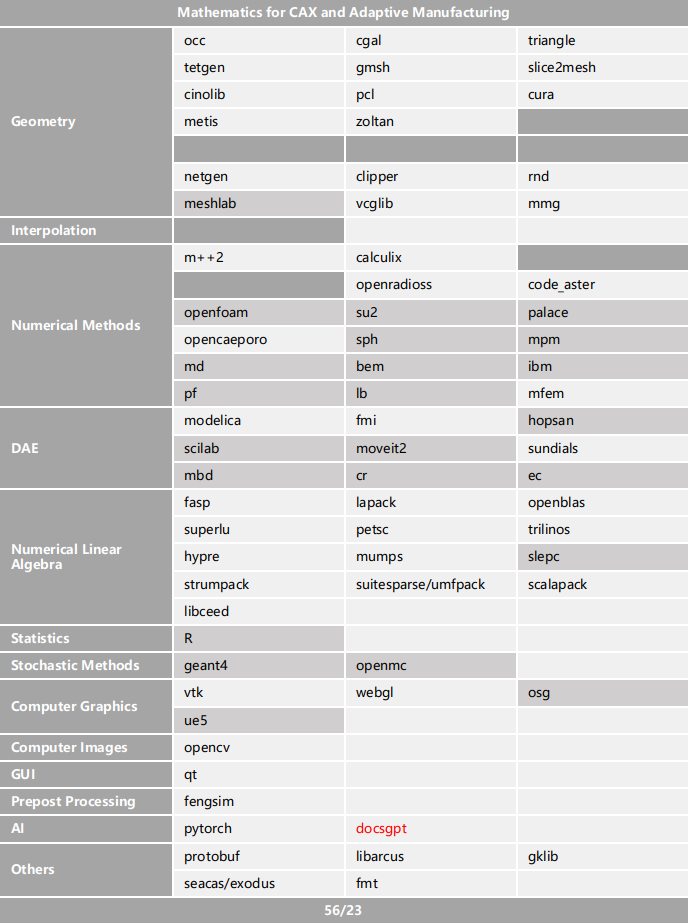 Mathematics for CAX and Adaptive Manufacturing
Geometry
occ cgal triangle
tetgen gmsh slice2mesh
cinolib pcl cura
metis zoltan
netgen clipper rnd
meshlab vcglib mmg
Interpolation
Numerical Methods
m++2 calculix
openradioss code_aster
openfoam su2 palace
opencaeporo sph mpm
md bem ibm
pf lb mfem
DAE
modelica fmi hopsan
scilab moveit2 sundials
mbd cr ec
Numerical Linear
Algebra
fasp lapack openblas
superlu petsc trilinos
hypre mumps slepc
strumpack suitesparse/umfpack scalapack
libceed
Statistics R
Stochastic Methods geant4 openmc
Computer Graphics
vtk webgl osg
ue5
Computer Images opencv
GUI qt
Prepost Processing fengsim
AI pytorch docsgpt
Others
protobuf libarcus gklib
seacas/exodus fmt
56/23